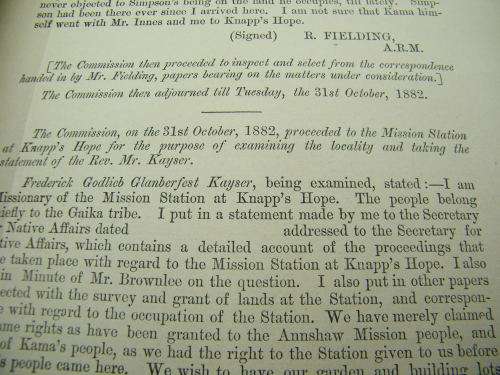 never objected to Simpson's being on the land he occupies, till lately. Simp-
son had been there ever since I arrived here. I am not sure that Kama him-
self went with Mr. Innes and me to Knapp's Hope.
(Signed) R. FIELDING,
A.R.M.
[The Commission then proceeded to inspect and select from the correspondence
handed in by Mr. Fielding, papers bearing on the matters under consideration.]
The Commission then adjourned till Tuesday, the 31st October, 1882.
The Commission, on the 31st October, 1882, proceeded to the Mission Station
at Knapp's Hope for the purpose of examining the locality and taking the
statement of the Rev. Mr. Kayser.
Frederick Godlieb Glanberfest Kayser, being examined, stated :—I am
Missionary of the Mission Station at Knapp's Hope. The people belong
iefly to the Gaika tribe. I put in a statement made by me to the Secretary
r Native Affairs dated addressed to the Secretary for
tive Affairs, which contains a detailed account of the proceedings that
e taken place with regard to the Mission Station at Knapp's Hope. I also
in Minute of Mr. Brownlee on the question. I also put in other papers
ected with the survey and grant of lands at the Station, and correspon-
e with regard to the occupation of the Station. We have merely claimed
ame rights as have been granted to the Annshaw Mission people, and
of Kama's people, as we had the right to the Station given to us before
s people came here. We wish to have our garden and building lots